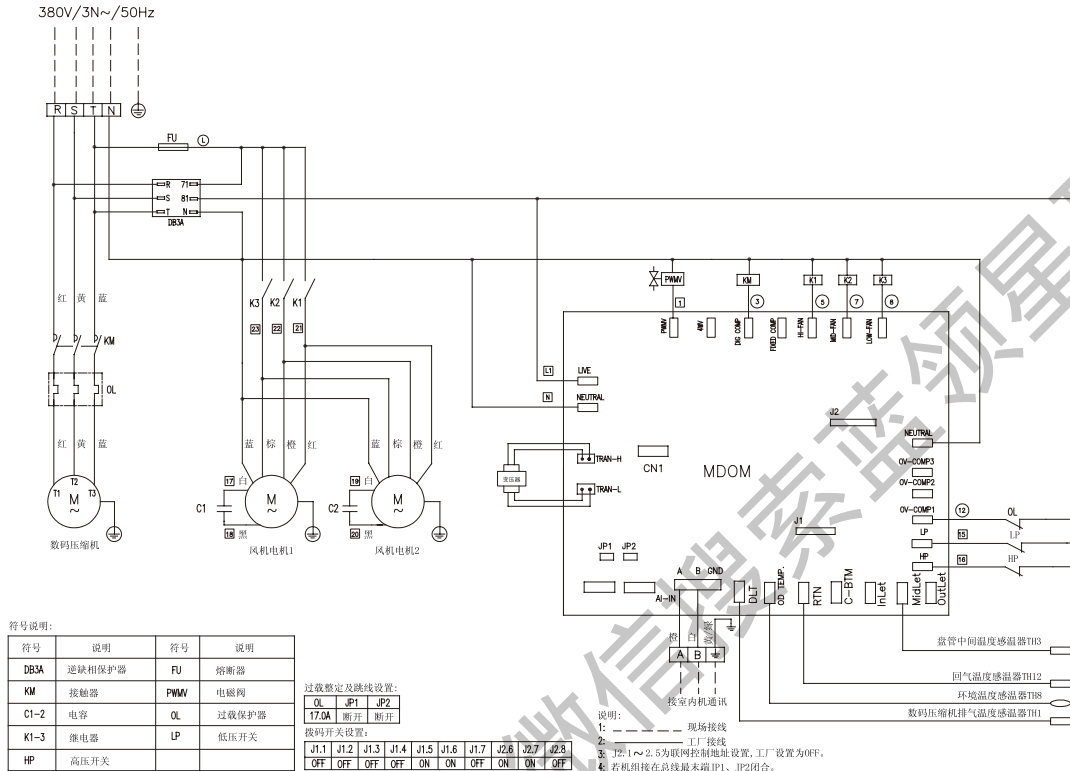 380V/3N~/50Hz
R S T N
FU L
R 71
S 81
T N
DB3A
PWMV KM K1 K2 K3
1 3 5 7 8
PWMV 4WV DIG COMP FIXED COMP HI-FAN MID-FAN LOW-FAN
红 黄 蓝
K3 K2 K1
23 22 21
KM
OL
L1 LIVE
N NEUTRAL
J2
NEUTRAL
红 黄 蓝
蓝 棕 橙 红
蓝 棕 橙 红
TRAN-H
变压器
TRAN-L
CN1
MDOM
OV-COMP3
OV-COMP2
OV-COMP1 12 OL
LP 15 LP
HP 16 HP
T1 T2 T3
M
~
数码压缩机
17 白
C1
18 黑
M
~
风机电机1
19 白
C2
20 黑
M
~
风机电机2
J1
JP1 JP2
A B GND
AI-IN
DLT
OD TEMP.
RTN
C-BTM
InLet
MidLet
OutLet
橙 白 黄/绿
A B
接室内机通讯
盘管中间温度感温器TH3
回气温度感温器TH12
环境温度感温器TH8
数码压缩机排气温度感温器TH1
符号说明:
符号 说明 符号 说明
DB3A 逆缺相保护器 FU 熔断器
KM 接触器 PWMV 电磁阀
C1-2 电容 OL 过载保护器
K1-3 继电器 LP 低压开关
HP 高压开关
过载整定及跳线设置:
OL JP1 JP2
17.0A 断开 断开
拨码开关设置:
J1.1 J1.2 J1.3 J1.4 J1.5 J1.6 J1.7 J2.6 J2.7 J2.8
OFF OFF OFF OFF ON ON OFF ON ON OFF
说明:
1: 现场接线
2: 工厂接线
3: J2.1～2.5为联网控制地址设置,工厂设置为OFF。
4: 若机组接在总线最末端JP1、JP2闭合。
微信搜索蓝领星球